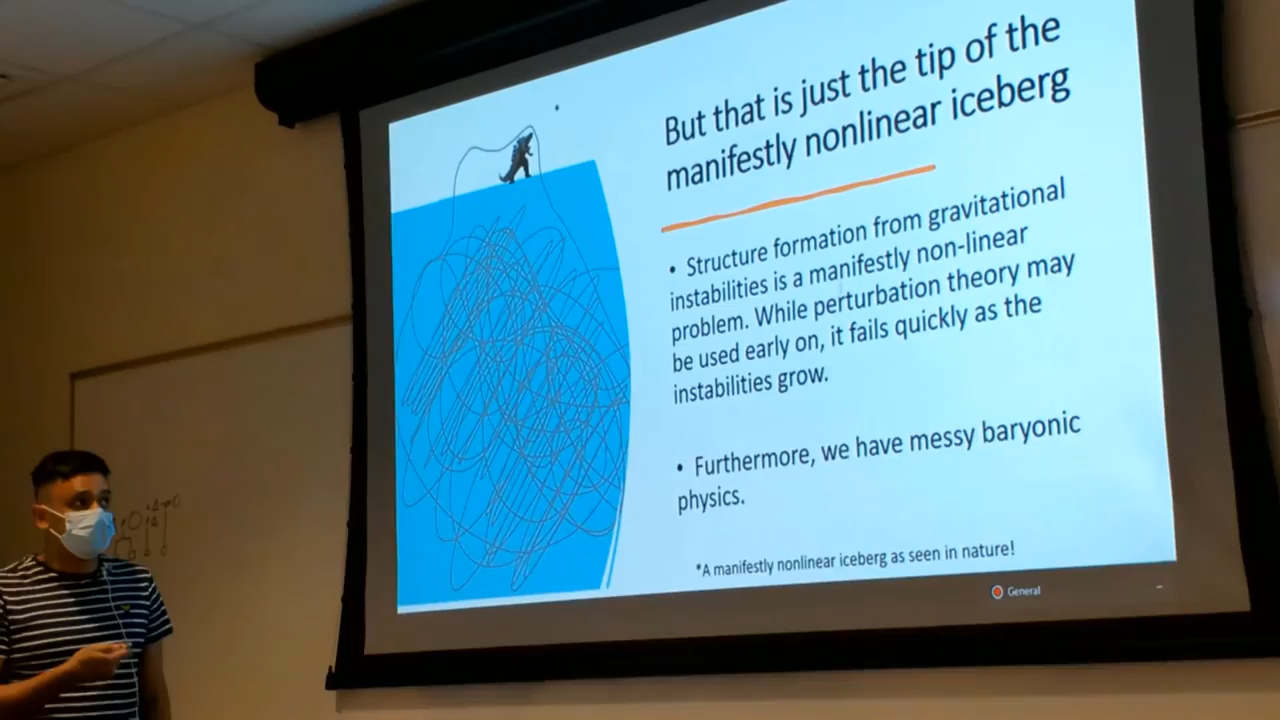 But that is just the tip of the
manifestly nonlinear iceberg
• Structure formation from gravitational
instabilities is a manifestly non-linear
problem. While perturbation theory may
be used early on, it fails quickly as the
instabilities grow.
• Furthermore, we have messy baryonic
physics.
*A manifestly nonlinear iceberg as seen in nature!
General